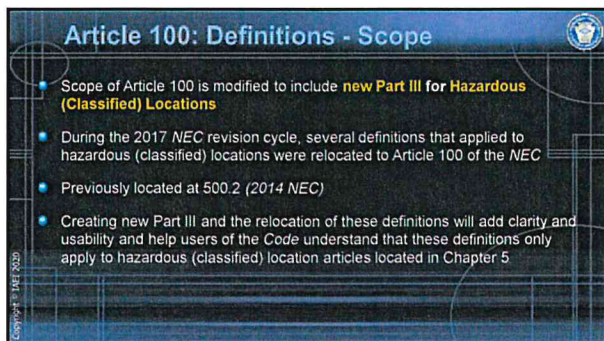 Article 100: Definitions - Scope
Scope of Article 100 is modified to include new Part III for Hazardous
(Classified) Locations
During the 2017 NEC revision cycle, several definitions that applied to
hazardous (classified) locations were relocated to Article 100 of the NEC
Previously located at 500.2 (2014 NEC)
Creating new Part III and the relocation of these definitions will add clarity and
usability and help users of the Code understand that these definitions only
apply to hazardous (classified) location articles located in Chapter 5
Copyright © IAEI 2020